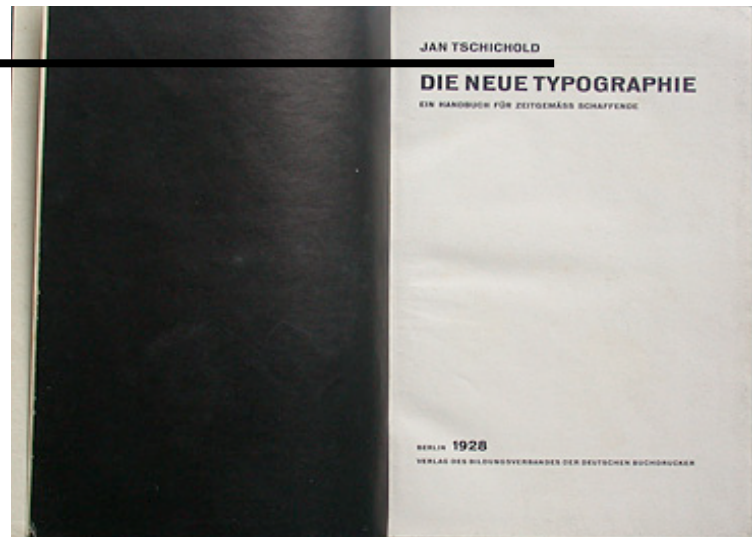 JAN TSCHICHOLD
DIE NEUE TYPOGRAPHIE
EIN HANDBUCH FÜR ZEITGEMÄSS SCHAFFENDE
BERLIN 1928
VERLAG DES BILDUNGSVERBANDES DER DEUTSCHEN BUCHDRUCKER